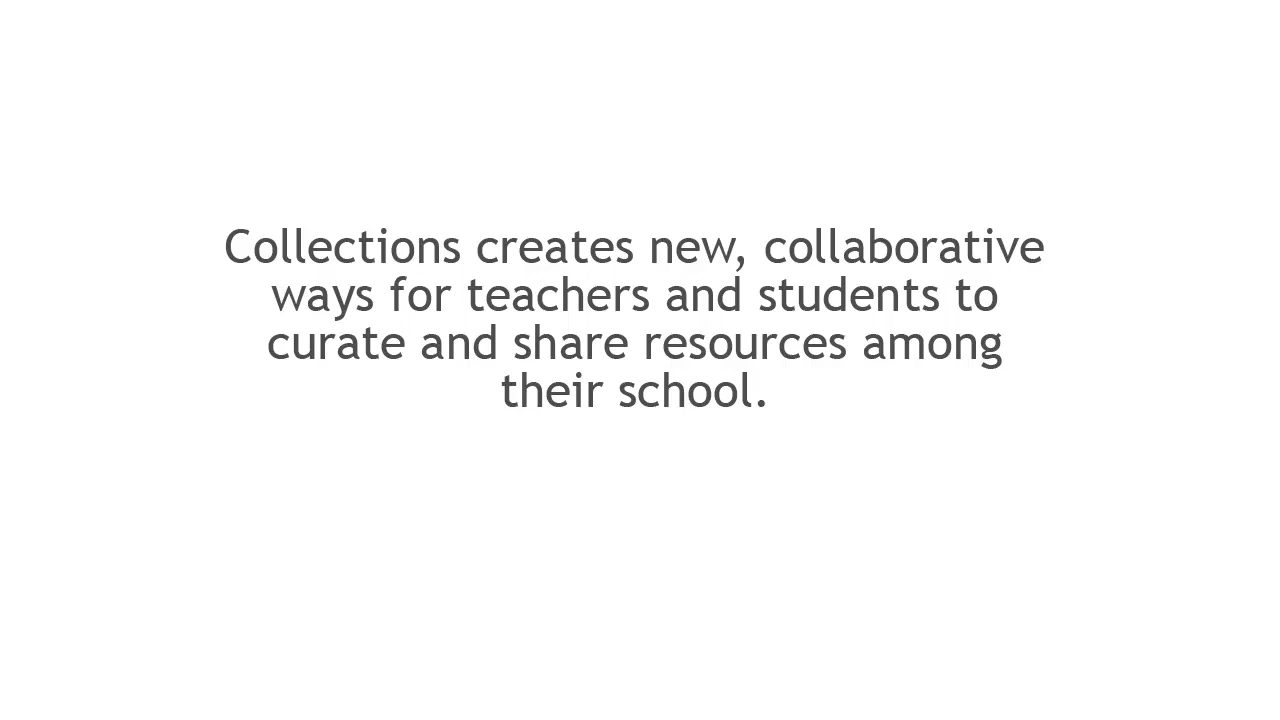 Collections creates new, collaborative
ways for teachers and students to
curate and share resources among
their school.